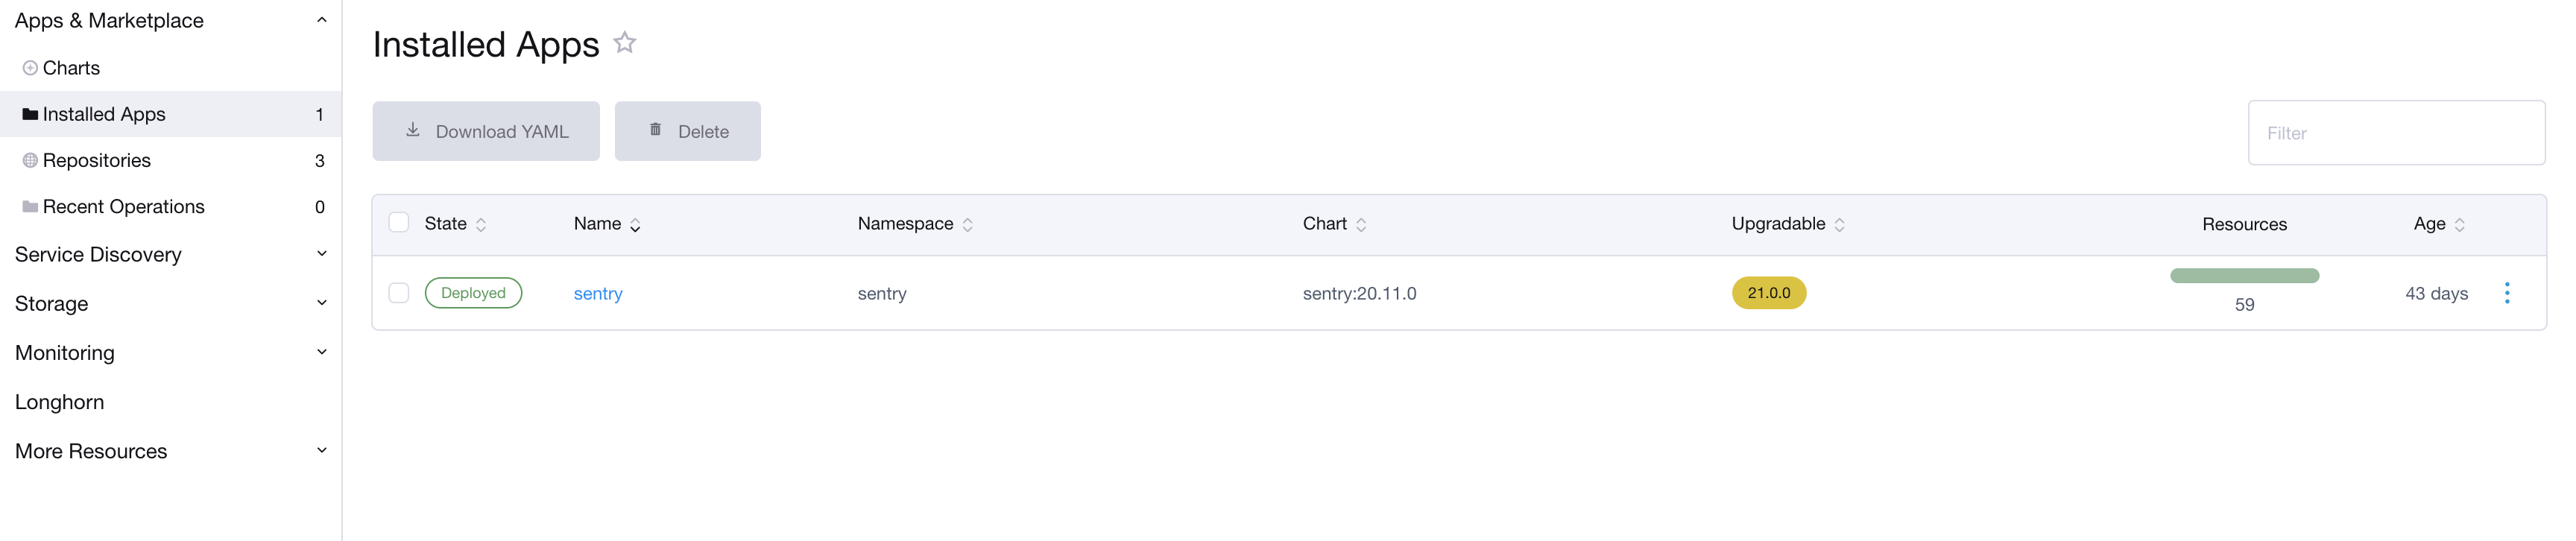 Apps & Marketplace
Charts
Installed Apps 1
Repositories 3
Recent Operations 0
Service Discovery
Storage
Monitoring
Longhorn
More Resources
Installed Apps
Download YAML Delete Filter
State Name Namespace Chart Upgradable Resources Age
Deployed sentry sentry sentry:20.11.0 21.0.0 59 43 days